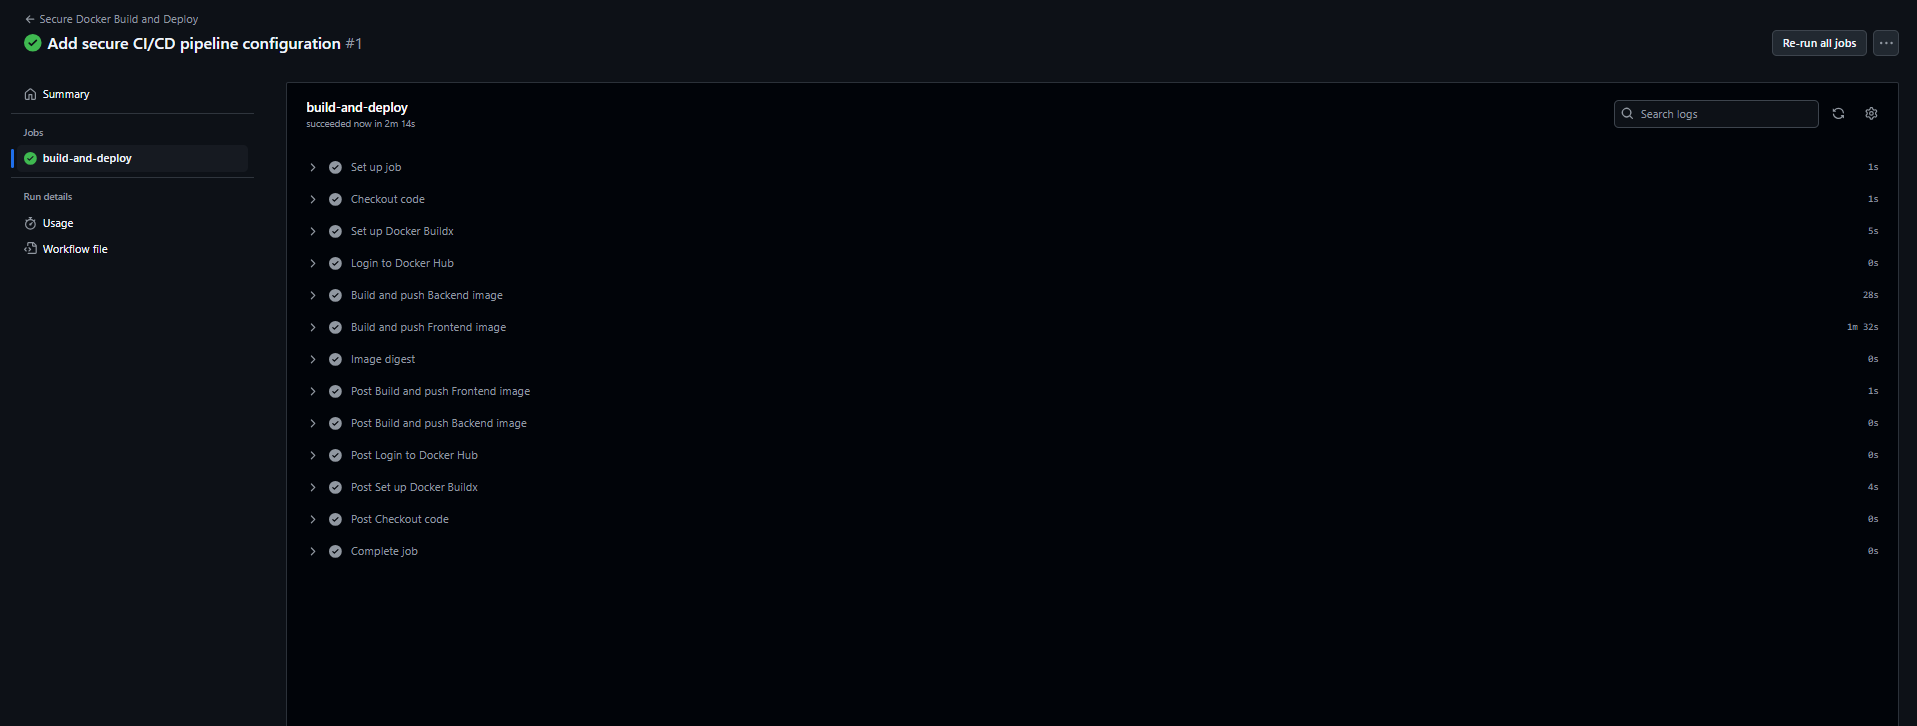 Secure Docker Build and Deploy
Add secure CI/CD pipeline configuration #1
Re-run all jobs
Summary
Jobs
build-and-deploy
Run details
Usage
Workflow file
build-and-deploy
succeeded now in 2m 14s
Search logs
Set up job 1s
Checkout code 1s
Set up Docker Buildx 5s
Login to Docker Hub 0s
Build and push Backend image 28s
Build and push Frontend image 1m 32s
Image digest 0s
Post Build and push Frontend image 1s
Post Build and push Backend image 0s
Post Login to Docker Hub 0s
Post Set up Docker Buildx 4s
Post Checkout code 0s
Complete job 0s